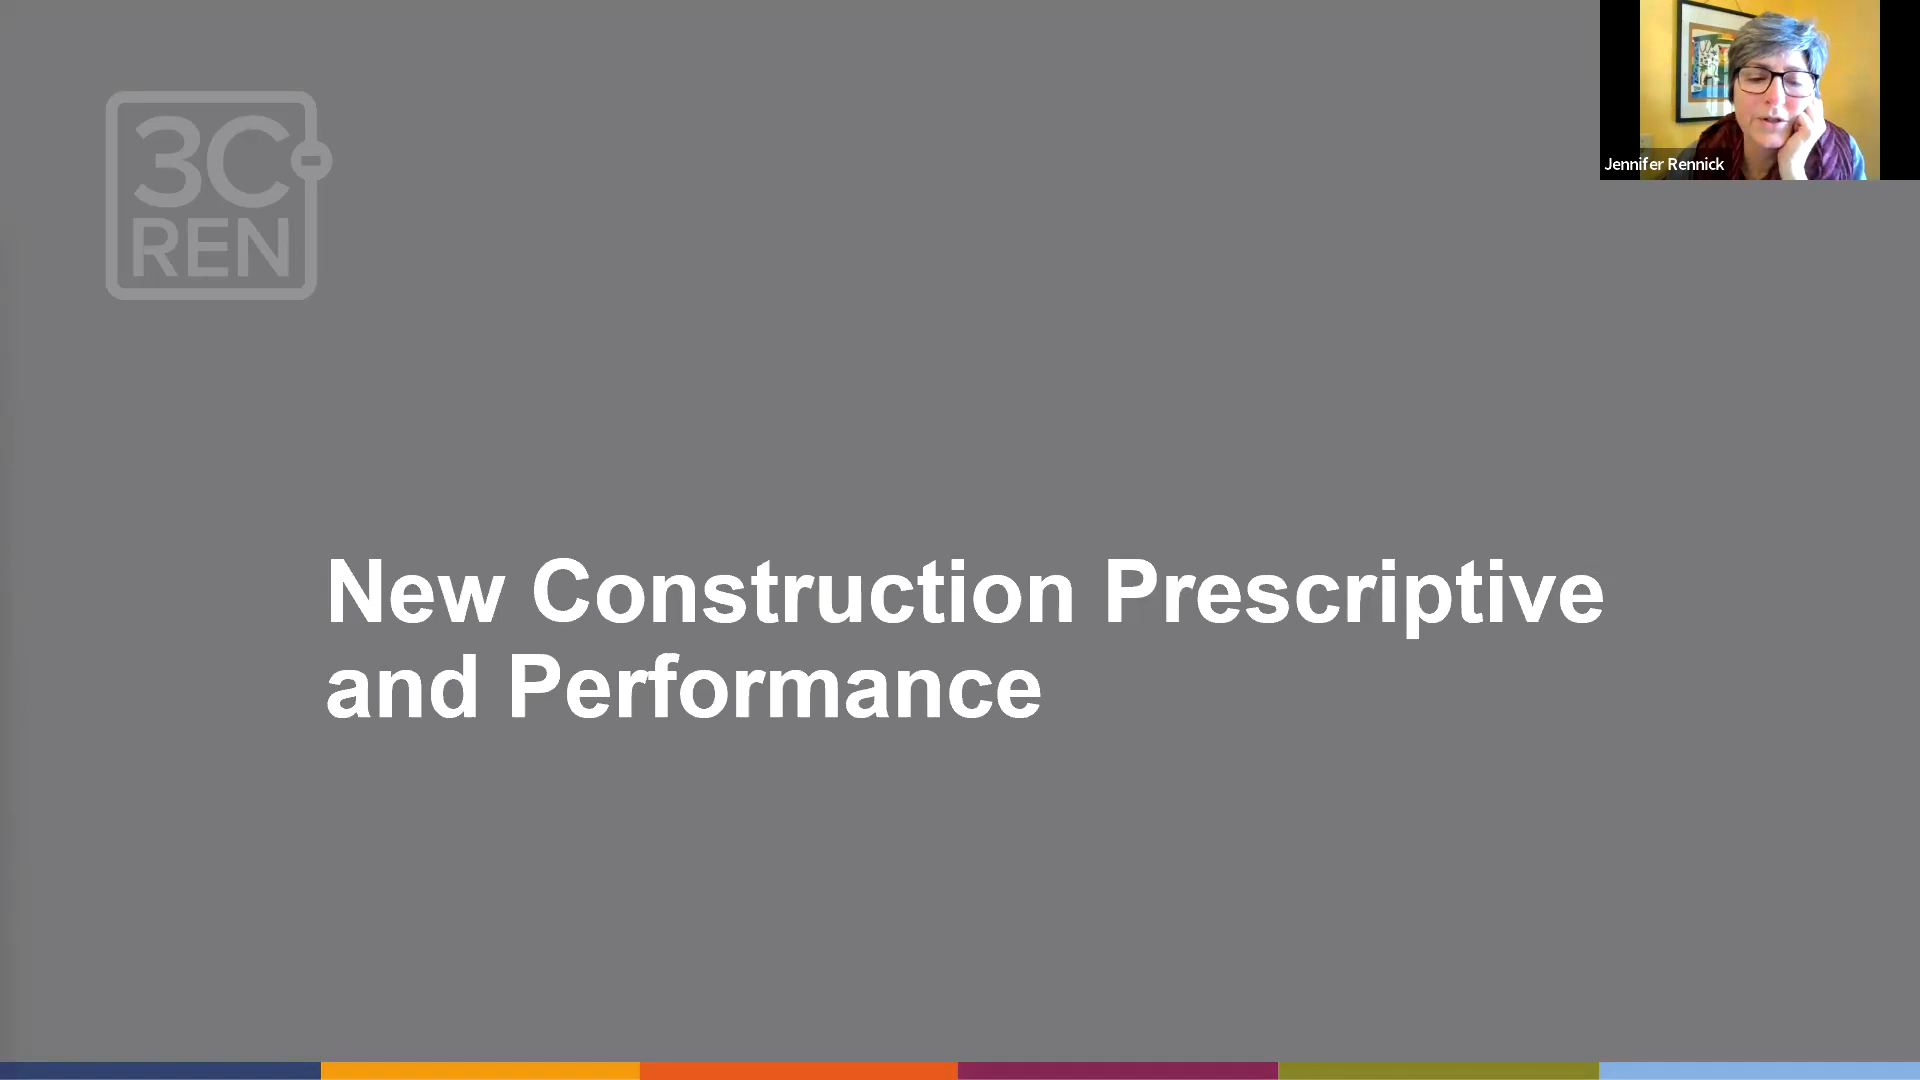 3C
REN
Jennifer Rennick
New Construction Prescriptive
and Performance